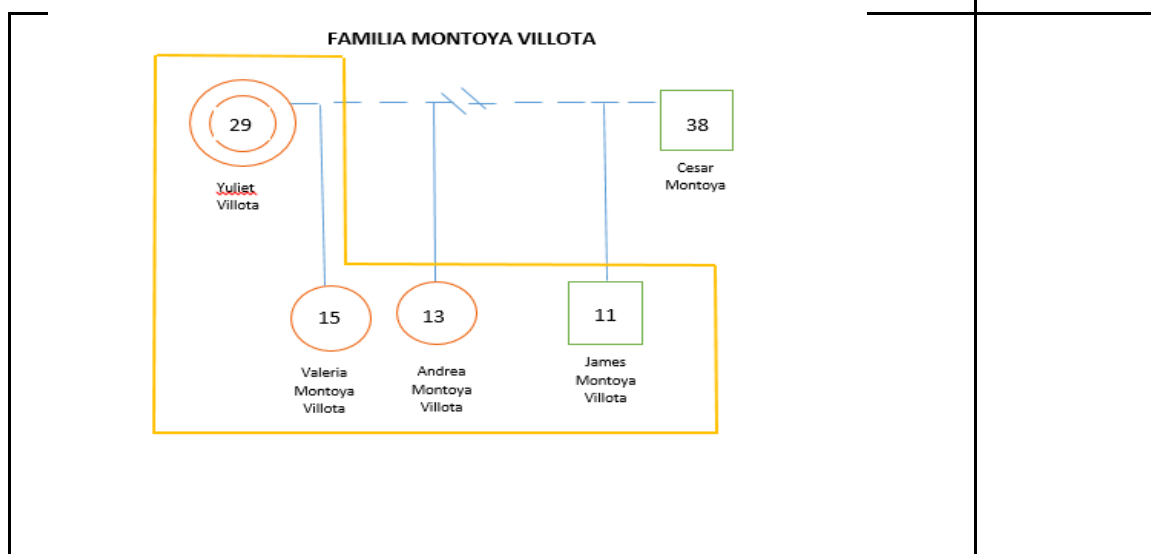 FAMILIA MONTOYA VILLOTA
29
38
Yuliet
Villota
Cesar
Montoya
15
13
11
Valeria
Montoya
Villota
Andrea
Montoya
Villota
James
Montoya
Villota